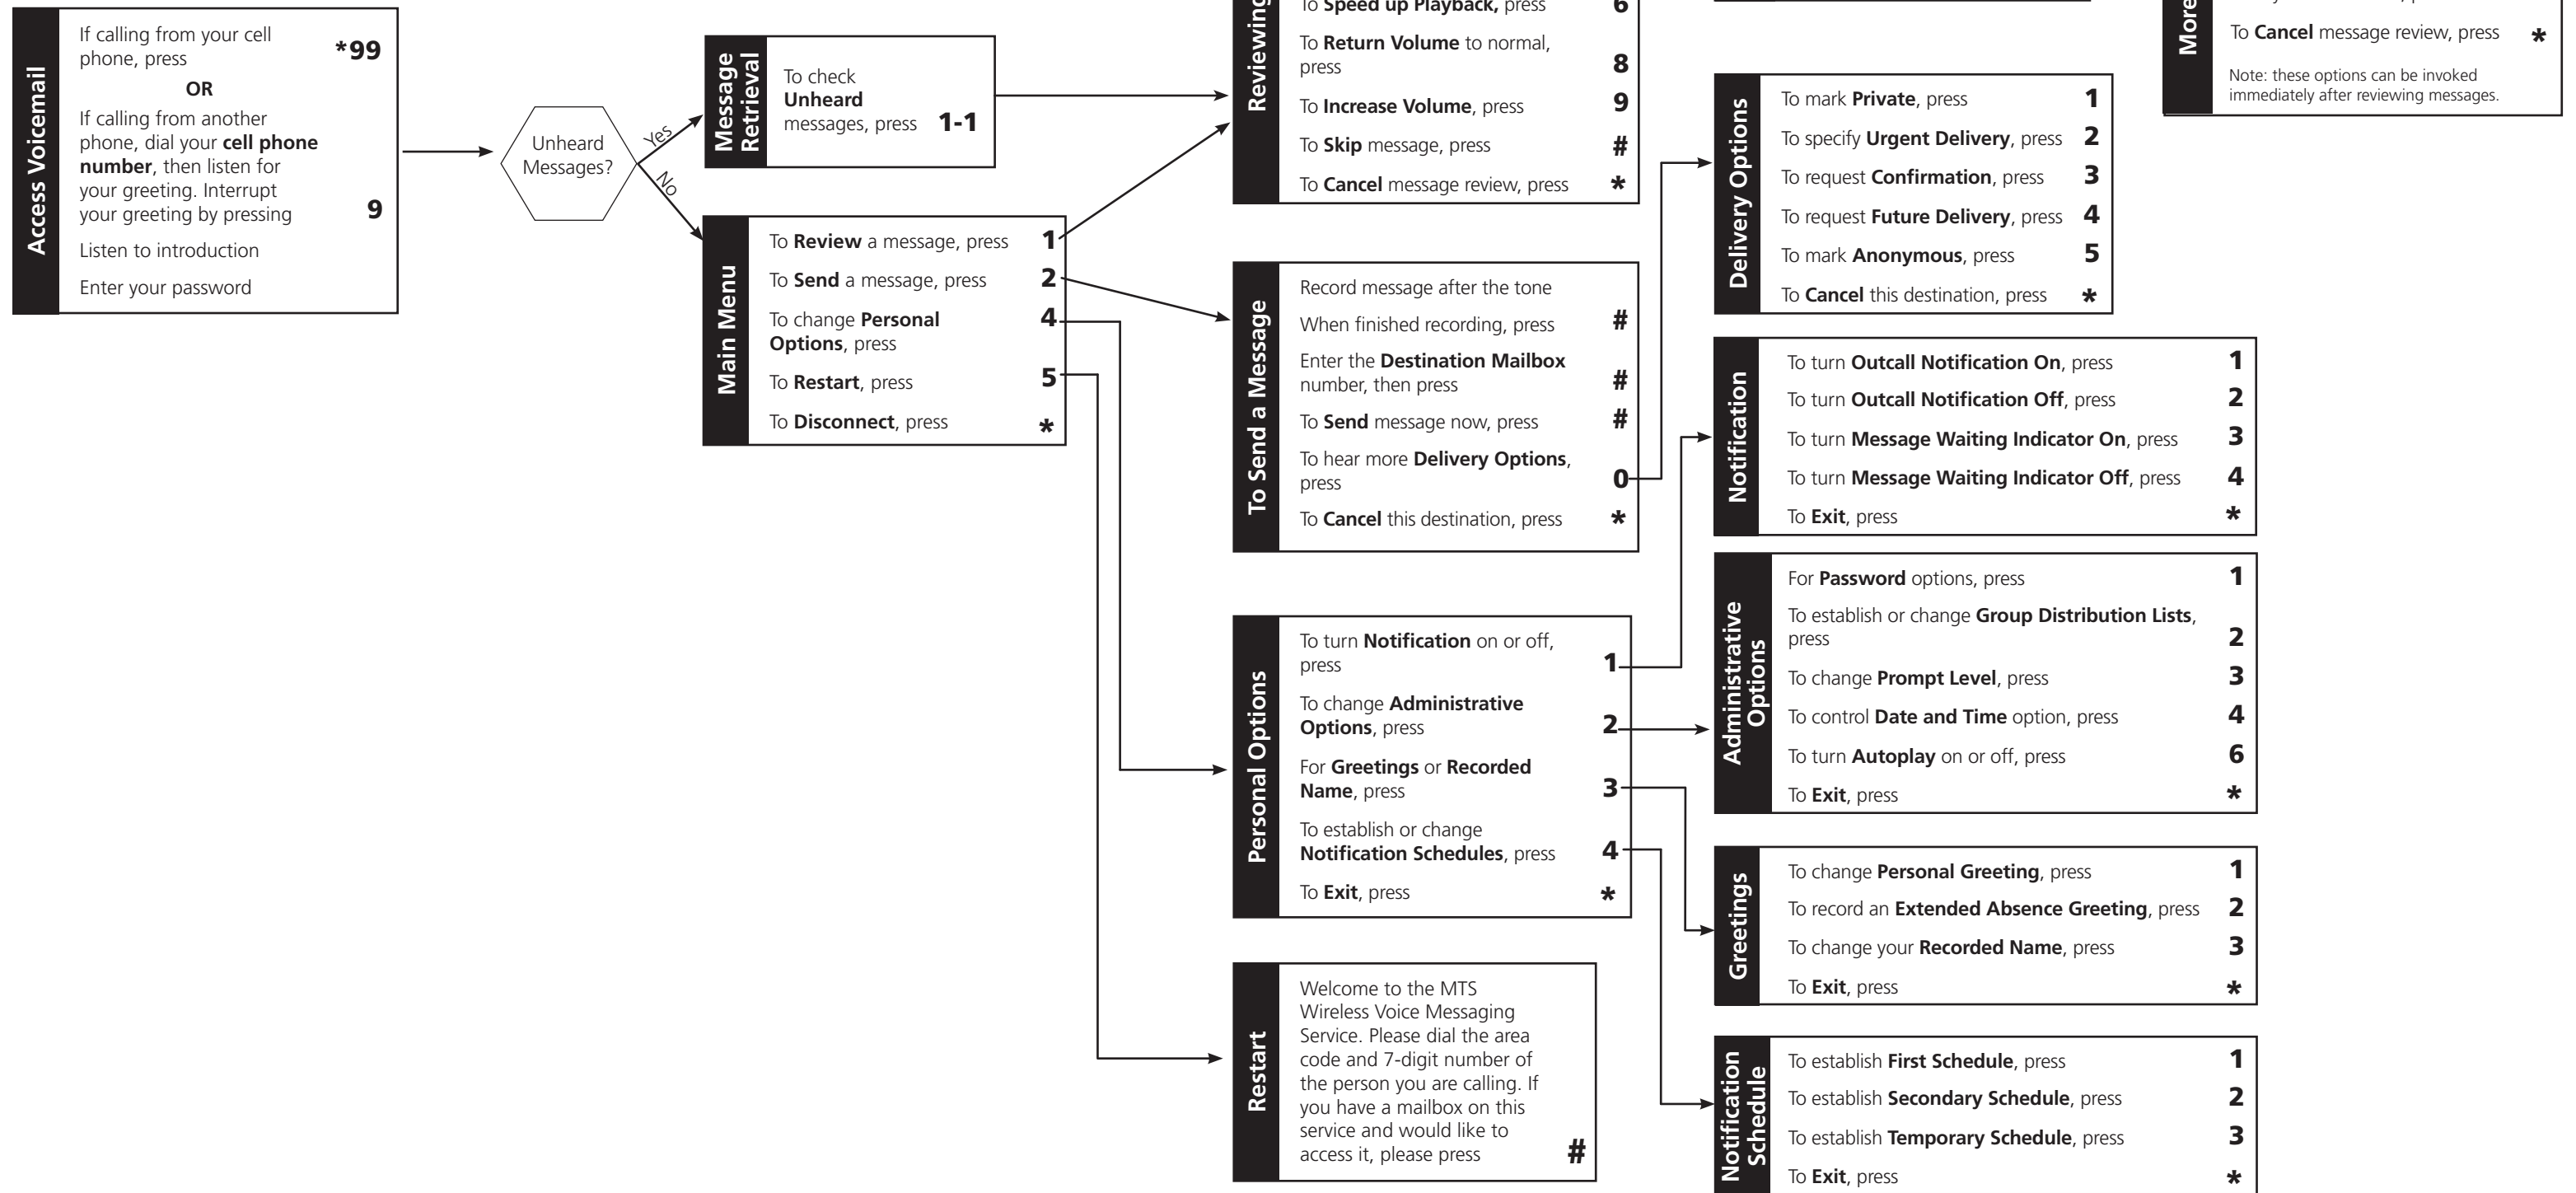 Access Voicemail
If calling from your cell
phone, press *99
OR
If calling from another
phone, dial your cell phone
number, then listen for
your greeting. Interrupt
your greeting by pressing 9
Listen to introduction
Enter your password
Unheard
Messages?
Yes
No
Message
Retrieval
To check
Unheard
messages, press 1-1
Main Menu
To Review a message, press 1
To Send a message, press 2
To change Personal 4
Options, press
To Restart, press 5
To Disconnect, press *
Reviewing
To Speed up Playback, press 6
To Return Volume to normal,
press 8
To Increase Volume, press 9
To Skip message, press #
To Cancel message review, press *
To Send a Message
Record message after the tone
When finished recording, press #
Enter the Destination Mailbox
number, then press #
To Send message now, press #
To hear more Delivery Options,
press 0
To Cancel this destination, press *
Personal Options
To turn Notification on or off,
press 1
To change Administrative
Options, press 2
For Greetings or Recorded
Name, press 3
To establish or change
Notification Schedules, press 4
To Exit, press *
Restart
Welcome to the MTS
Wireless Voice Messaging
Service. Please dial the area
code and 7-digit number of
the person you are calling. If
you have a mailbox on this
service and would like to
access it, please press #
Delivery Options
To mark Private, press 1
To specify Urgent Delivery, press 2
To request Confirmation, press 3
To request Future Delivery, press 4
To mark Anonymous, press 5
To Cancel this destination, press *
Notification
To turn Outcall Notification On, press 1
To turn Outcall Notification Off, press 2
To turn Message Waiting Indicator On, press 3
To turn Message Waiting Indicator Off, press 4
To Exit, press *
Administrative
Options
For Password options, press 1
To establish or change Group Distribution Lists,
press 2
To change Prompt Level, press 3
To control Date and Time option, press 4
To turn Autoplay on or off, press 6
To Exit, press *
Greetings
To change Personal Greeting, press 1
To record an Extended Absence Greeting, press 2
To change your Recorded Name, press 3
To Exit, press *
Notification
Schedule
To establish First Schedule, press 1
To establish Secondary Schedule, press 2
To establish Temporary Schedule, press 3
To Exit, press *
More
To Cancel message review, press *
Note: these options can be invoked
immediately after reviewing messages.